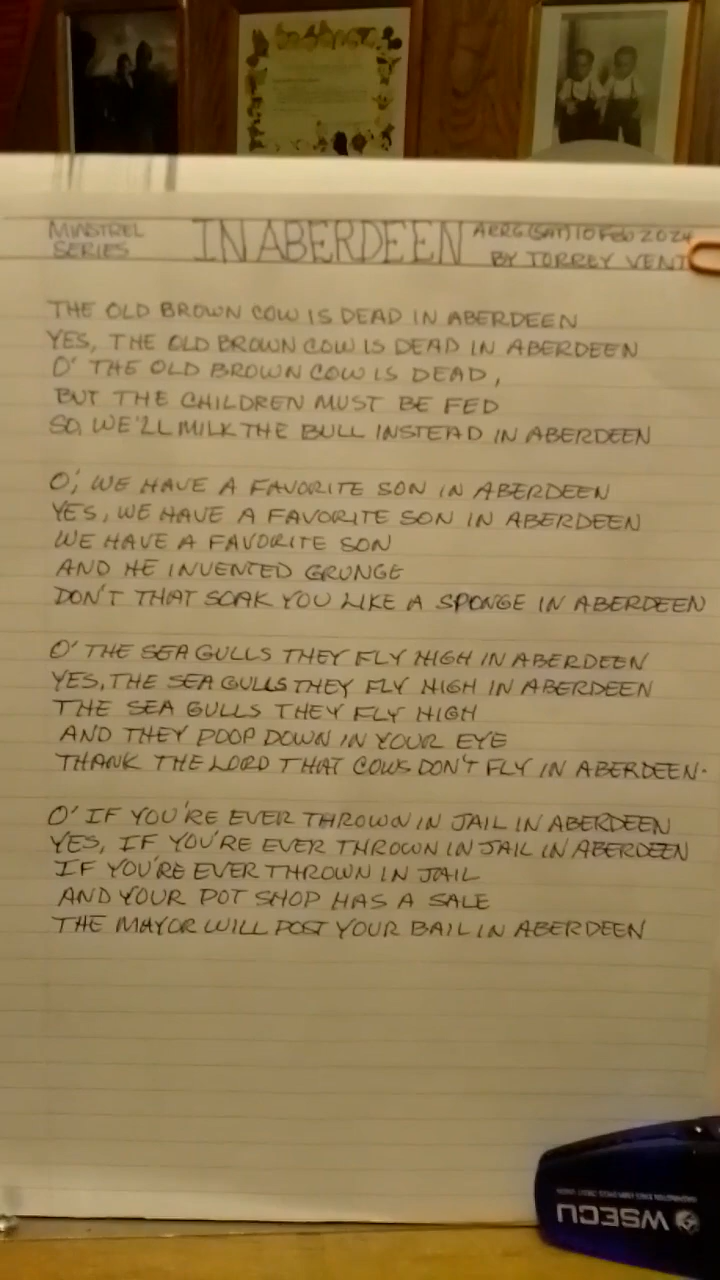 MINSTREL SERIES
IN ABERDEEN
(SAT) 10 Feb 2024
BY TORREY VENT
THE OLD BROWN COW IS DEAD IN ABERDEEN
YES, THE OLD BROWN COW IS DEAD IN ABERDEEN
O' THE OLD BROWN COW IS DEAD,
BUT THE CHILDREN MUST BE FED
SO, WE'LL MILK THE BULL INSTEAD IN ABERDEEN
O', WE HAVE A FAVORITE SON IN ABERDEEN
YES, WE HAVE A FAVORITE SON IN ABERDEEN
WE HAVE A FAVORITE SON
AND HE INVENTED GRUNGE
DON'T THAT SOAK YOU LIKE A SPONGE IN ABERDEEN
O' THE SEA GULLS THEY FLY HIGH IN ABERDEEN
YES, THE SEA GULLS THEY FLY HIGH IN ABERDEEN
THE SEA GULLS THEY FLY HIGH
AND THEY POOP DOWN IN YOUR EYE
THANK THE LORD THAT COWS DON'T FLY IN ABERDEEN.
O' IF YOU'RE EVER THROWN IN JAIL IN ABERDEEN
YES, IF YOU'RE EVER THROWN IN JAIL IN ABERDEEN
IF YOU'RE EVER THROWN IN JAIL
AND YOUR POT SHOP HAS A SALE
THE MAYOR WILL POST YOUR BAIL IN ABERDEEN
WSECU